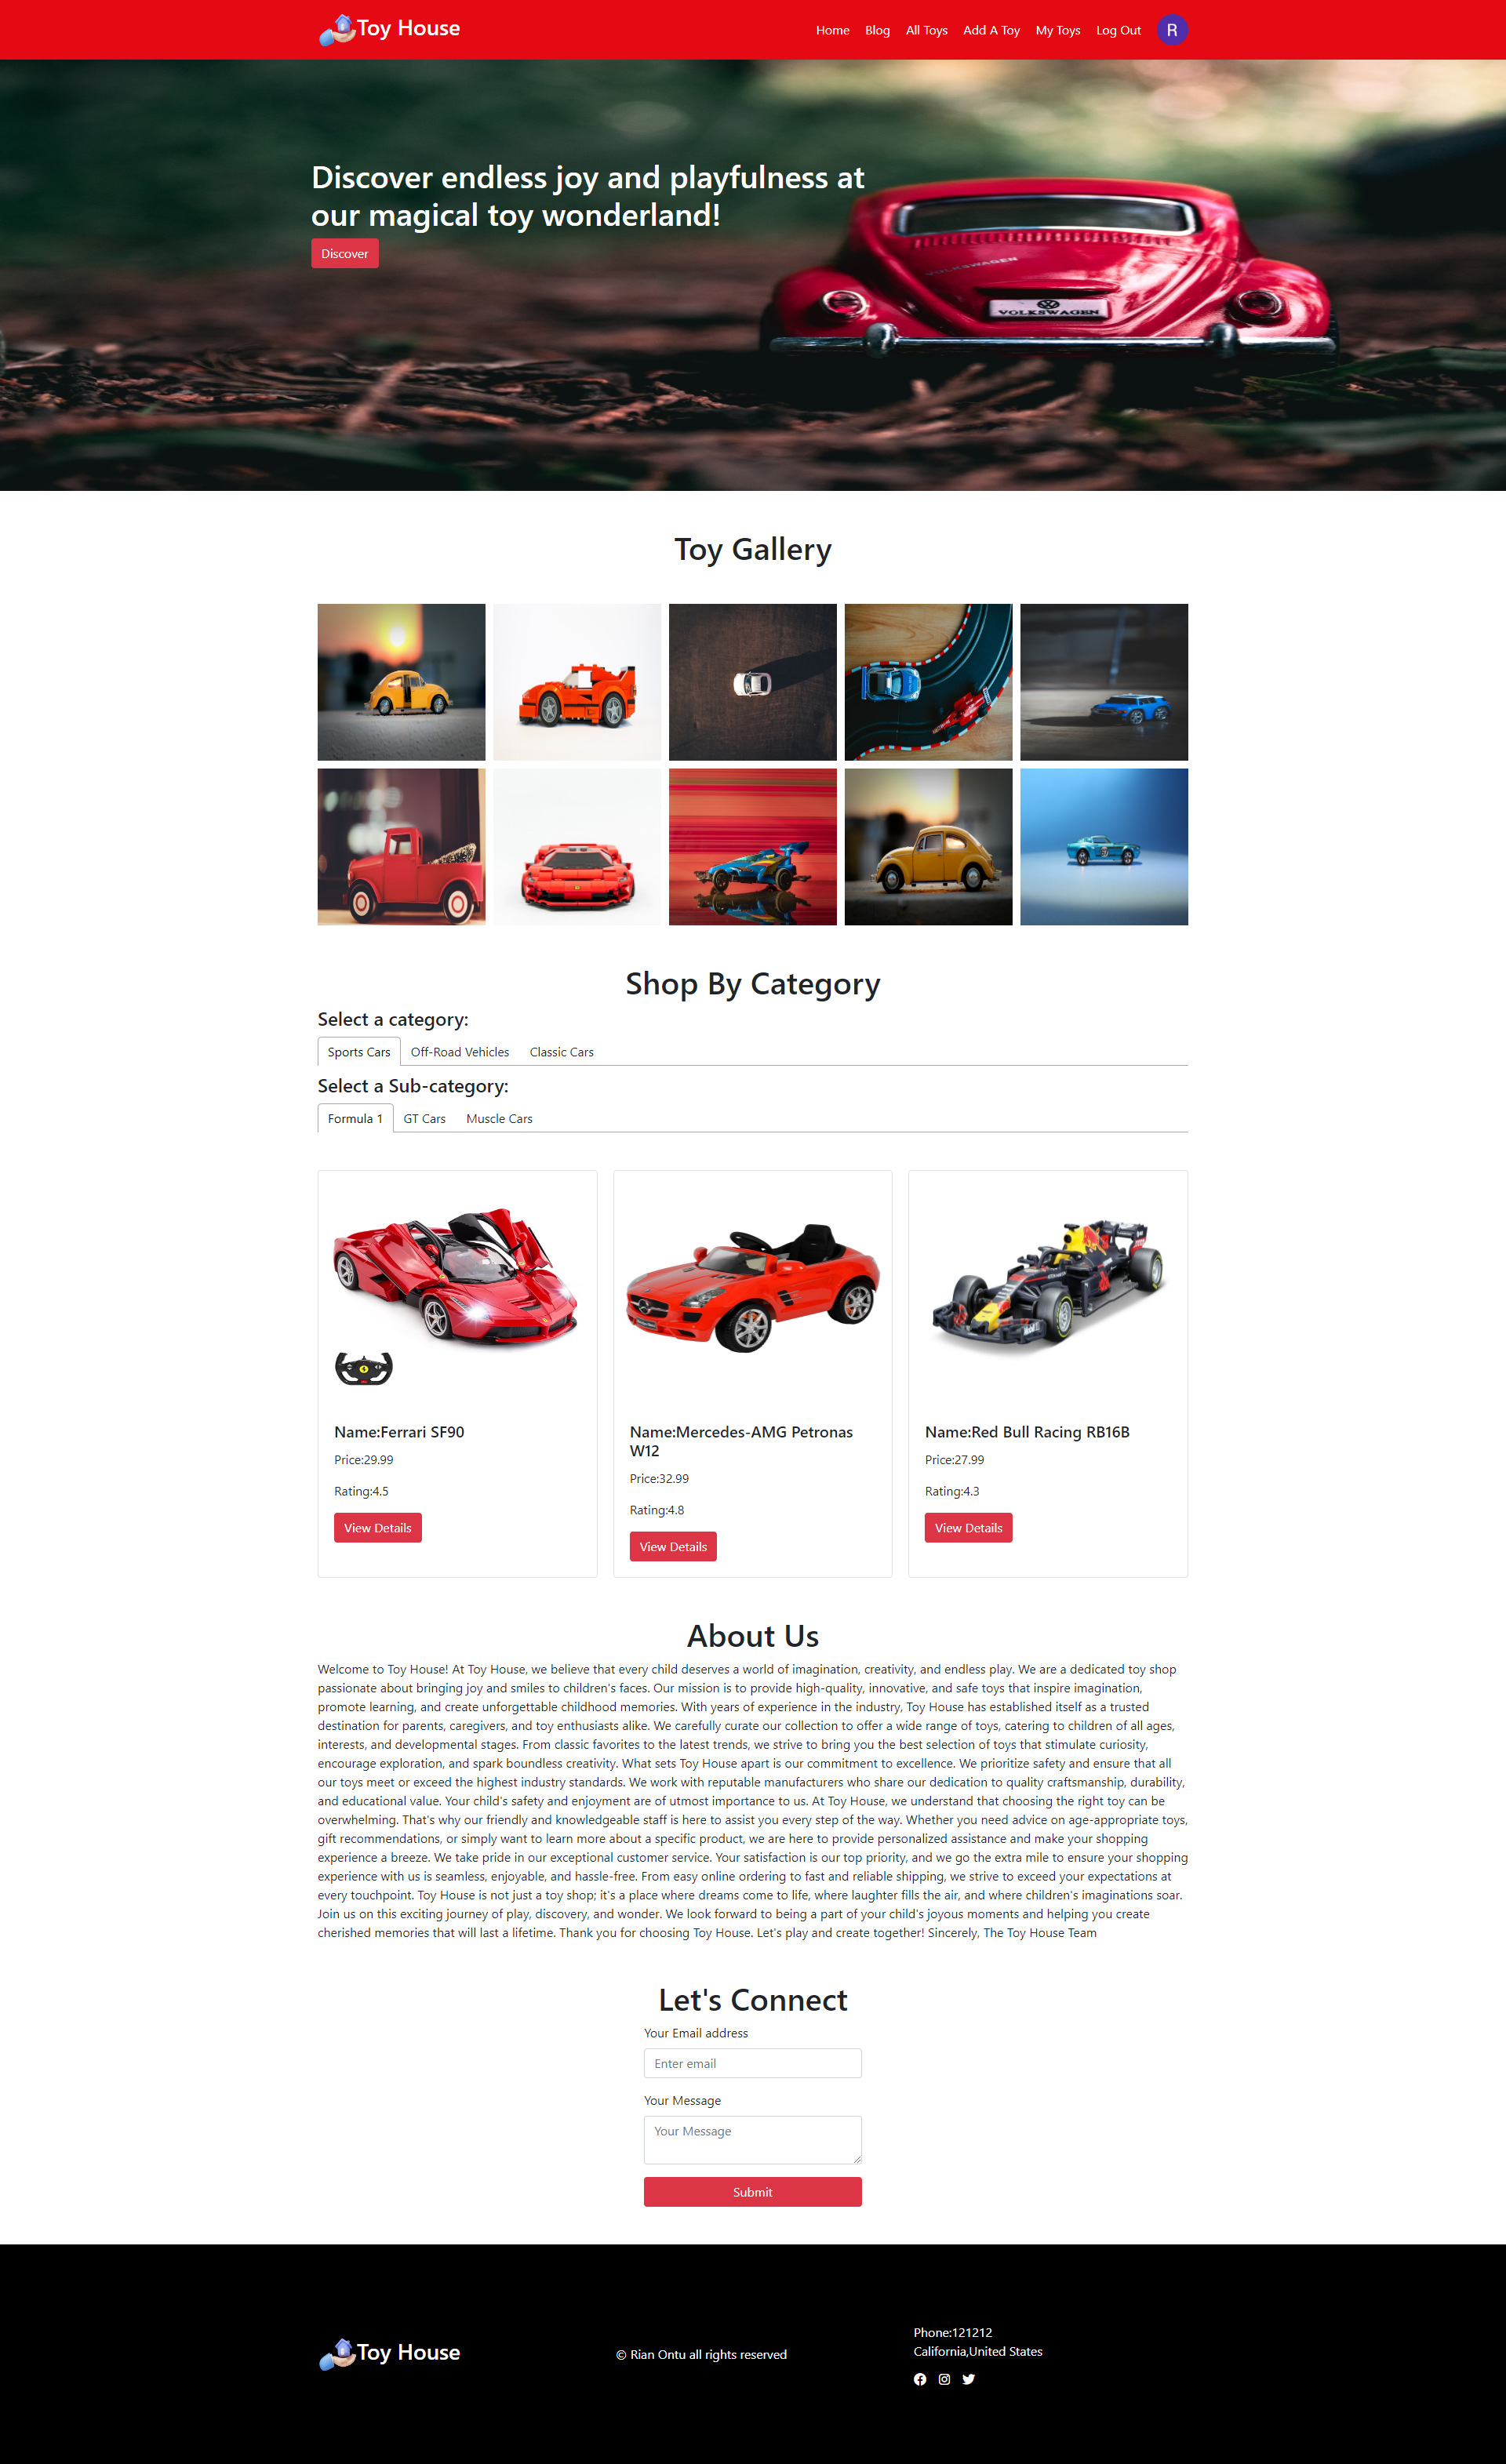 Toy House
Home
Blog
All Toys
Add A Toy
My Toys
Log Out
R
Discover endless joy and playfulness at
our magical toy wonderland!
Discover
VOLKSWAGEN
VOLKSWAGEN
Toy Gallery
Shop By Category
Select a category:
Sports Cars
Off-Road Vehicles
Classic Cars
Select a Sub-category:
Formula 1
GT Cars
Muscle Cars
Name:Ferrari SF90
Price:29.99
Rating:4.5
View Details
Name:Mercedes-AMG Petronas
W12
Price:32.99
Rating:4.8
View Details
Name:Red Bull Racing RB16B
Price:27.99
Rating:4.3
View Details
About Us
Welcome to Toy House! At Toy House, we believe that every child deserves a world of imagination, creativity, and endless play. We are a dedicated toy shop
passionate about bringing joy and smiles to children's faces. Our mission is to provide high-quality, innovative, and safe toys that inspire imagination,
promote learning, and create unforgettable childhood memories. With years of experience in the industry, Toy House has established itself as a trusted
destination for parents, caregivers, and toy enthusiasts alike. We carefully curate our collection to offer a wide range of toys, catering to children of all ages,
interests, and developmental stages. From classic favorites to the latest trends, we strive to bring you the best selection of toys that stimulate curiosity,
encourage exploration, and spark boundless creativity. What sets Toy House apart is our commitment to excellence. We prioritize safety and ensure that all
our toys meet or exceed the highest industry standards. We work with reputable manufacturers who share our dedication to quality craftsmanship, durability,
and educational value. Your child's safety and enjoyment are of utmost importance to us. At Toy House, we understand that choosing the right toy can be
overwhelming. That's why our friendly and knowledgeable staff is here to assist you every step of the way. Whether you need advice on age-appropriate toys,
gift recommendations, or simply want to learn more about a specific product, we are here to provide personalized assistance and make your shopping
experience a breeze. We take pride in our exceptional customer service. Your satisfaction is our top priority, and we go the extra mile to ensure your shopping
experience with us is seamless, enjoyable, and hassle-free. From easy online ordering to fast and reliable shipping, we strive to exceed your expectations at
every touchpoint. Toy House is not just a toy shop; it's a place where dreams come to life, where laughter fills the air, and where children's imaginations soar.
Join us on this exciting journey of play, discovery, and wonder. We look forward to being a part of your child's joyous moments and helping you create
cherished memories that will last a lifetime. Thank you for choosing Toy House. Let's play and create together! Sincerely, The Toy House Team
Let's Connect
Your Email address
Enter email
Your Message
Your Message
Submit
Toy House
© Rian Ontu all rights reserved
Phone:121212
California,United States